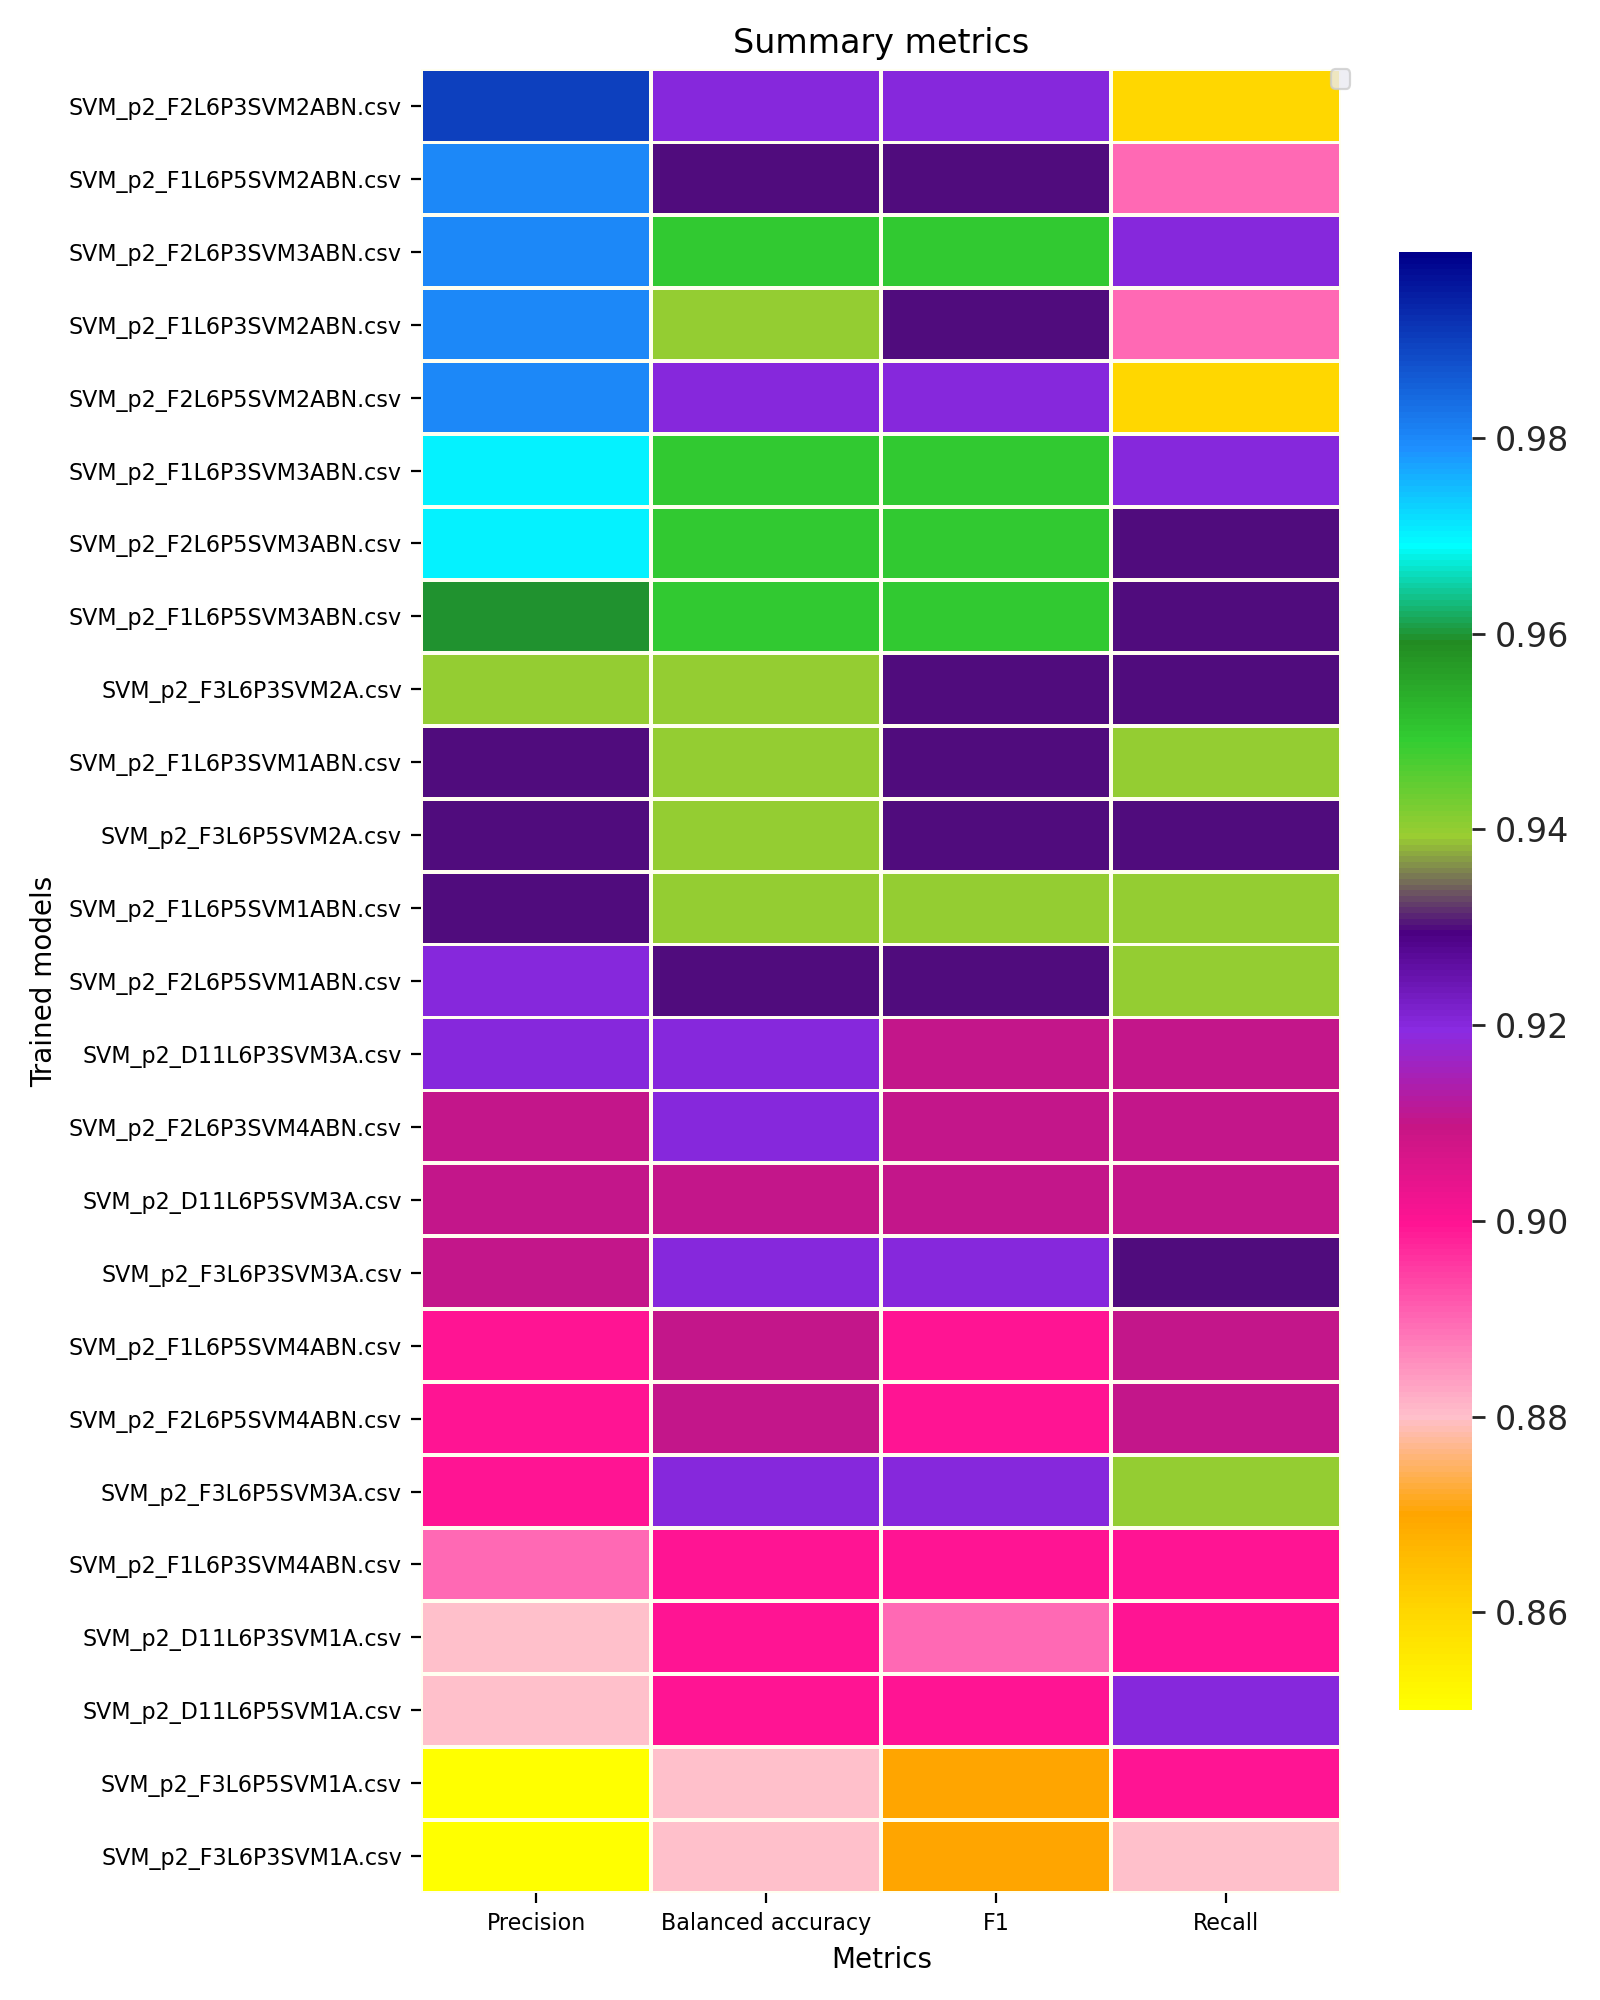 Summary metrics
SVM_p2_F2L6P3SVM2ABN.csv
SVM_p2_F1L6P5SVM2ABN.csv
SVM_p2_F2L6P3SVM3ABN.csv
SVM_p2_F1L6P3SVM2ABN.csv
SVM_p2_F2L6P5SVM2ABN.csv
SVM_p2_F1L6P3SVM3ABN.csv
SVM_p2_F2L6P5SVM3ABN.csv
SVM_p2_F1L6P5SVM3ABN.csv
SVM_p2_F3L6P3SVM2A.csv
SVM_p2_F1L6P3SVM1ABN.csv
SVM_p2_F3L6P5SVM2A.csv
SVM_p2_F1L6P5SVM1ABN.csv
SVM_p2_F2L6P5SVM1ABN.csv
SVM_p2_D11L6P3SVM3A.csv
SVM_p2_F2L6P3SVM4ABN.csv
SVM_p2_D11L6P5SVM3A.csv
SVM_p2_F3L6P3SVM3A.csv
SVM_p2_F1L6P5SVM4ABN.csv
SVM_p2_F2L6P5SVM4ABN.csv
SVM_p2_F3L6P5SVM3A.csv
SVM_p2_F1L6P3SVM4ABN.csv
SVM_p2_D11L6P3SVM1A.csv
SVM_p2_D11L6P5SVM1A.csv
SVM_p2_F3L6P5SVM1A.csv
SVM_p2_F3L6P3SVM1A.csv
Trained models
Precision
Balanced accuracy
F1
Recall
Metrics
0.98
0.96
0.94
0.92
0.90
0.88
0.86